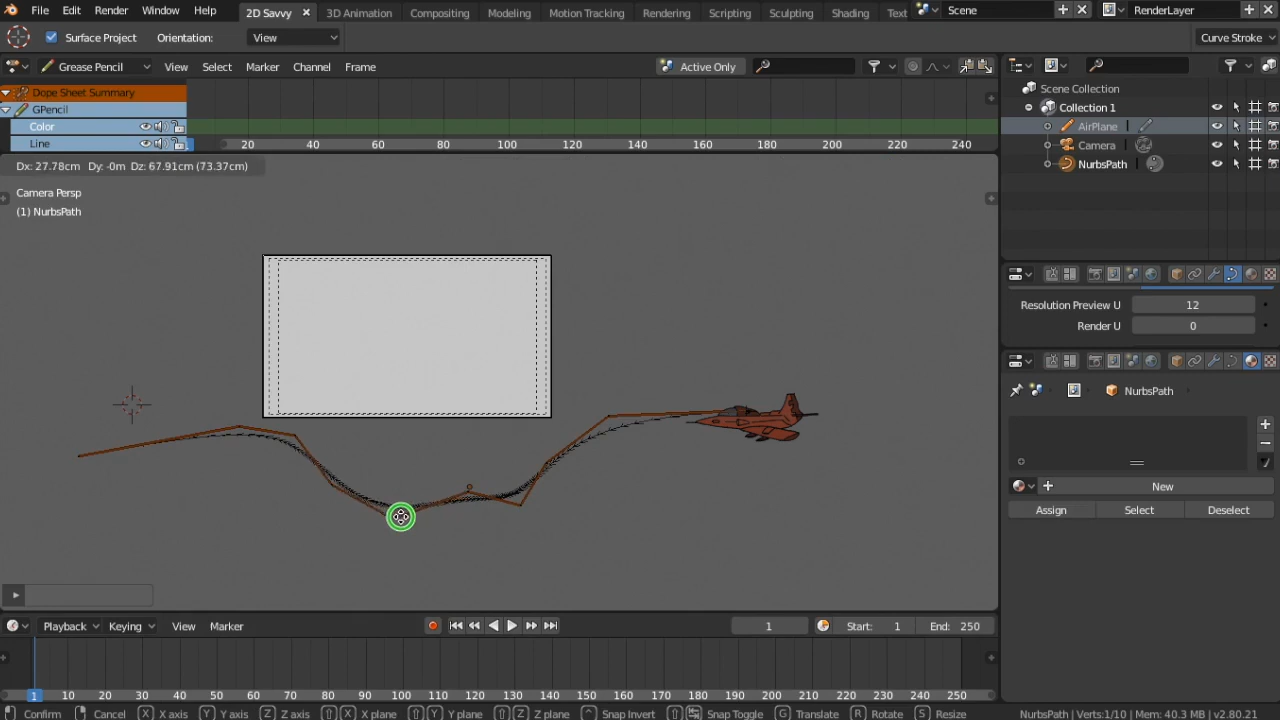 File Edit Render Window Help 2D Savvy 3D Animation Compositing Modeling Motion Tracking Rendering Scripting Sculpting Shading Text Scene RenderLayer
Surface Project Orientation: View Curve Stroke
Grease Pencil View Select Marker Channel Frame Active Only
Dope Sheet Summary
GPencil
Color
Line
20 40 60 80 100 120 140 160 180 200 220 240
Dx: 27.78cm Dy: -0m Dz: 67.91cm (73.37cm)
Camera Persp
(1) NurbsPath
Scene Collection
Collection 1
AirPlane
Camera
NurbsPath
Resolution Preview U 12
Render U 0
NurbsPath
New
Assign Select Deselect
Playback Keying View Marker 1 Start: 1 End: 250
1 10 20 30 40 50 60 70 80 90 100 110 120 130 140 150 160 170 180 190 200 210 220 230 240 250
Confirm Cancel X X axis Y Y axis Z Z axis X X plane Y Y plane Z Z plane Snap Invert Snap Toggle G Translate R Rotate S Resize NurbsPath | Verts:1/10 | Mem: 40.3 MB | v2.80.21